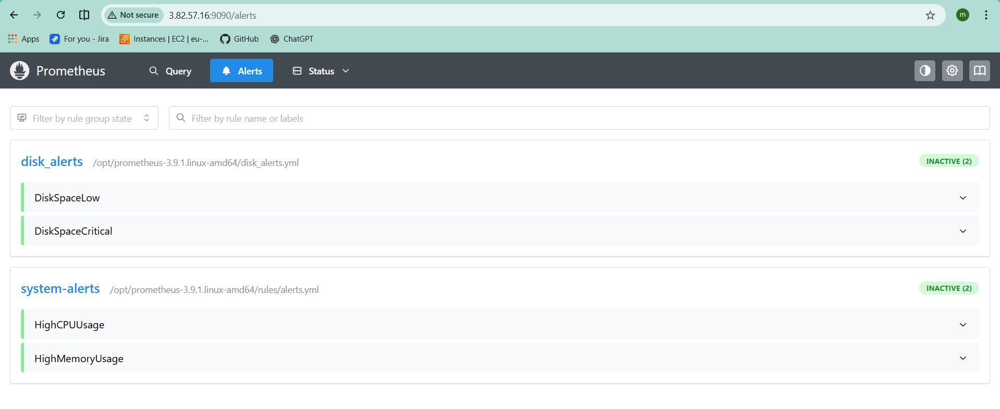 Not secure 3.82.57.16:9090/alerts m
Apps For you - Jira Instances | EC2 | eu-... GitHub ChatGPT
Prometheus Query Alerts Status
Filter by rule group state Filter by rule name or labels
disk_alerts /opt/prometheus-3.9.1.linux-amd64/disk_alerts.yml INACTIVE (2)
DiskSpaceLow
DiskSpaceCritical
system-alerts /opt/prometheus-3.9.1.linux-amd64/rules/alerts.yml INACTIVE (2)
HighCPUUsage
HighMemoryUsage